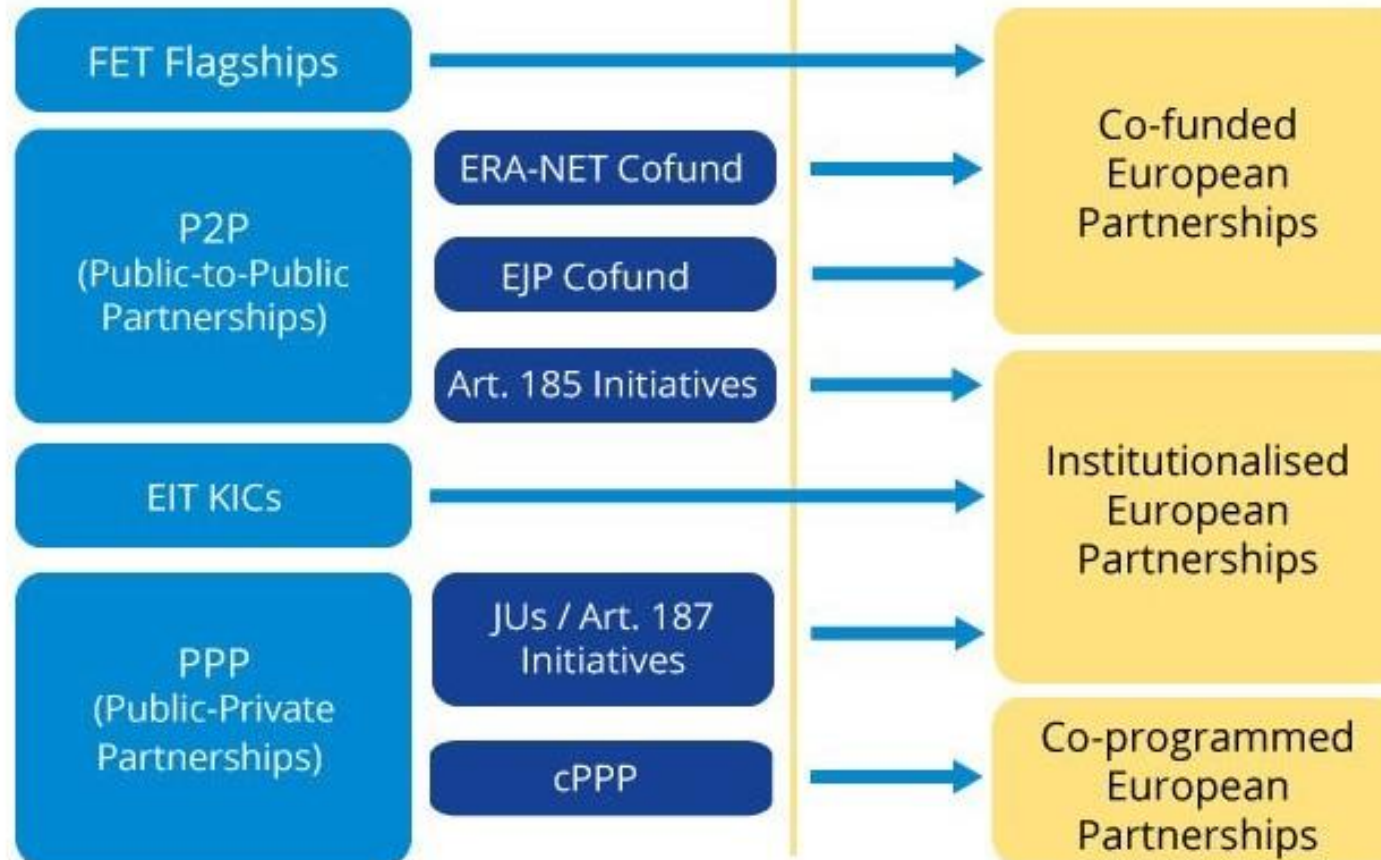 FET Flagships
P2P
(Public-to-Public
Partnerships)
ERA-NET Cofund
EJP Cofund
Art. 185 Initiatives
Co-funded
European
Partnerships
EIT KICs
Institutionalised
European
Partnerships
PPP
(Public-Private
Partnerships)
JUs / Art. 187
Initiatives
cPPP
Co-programmed
European
Partnerships